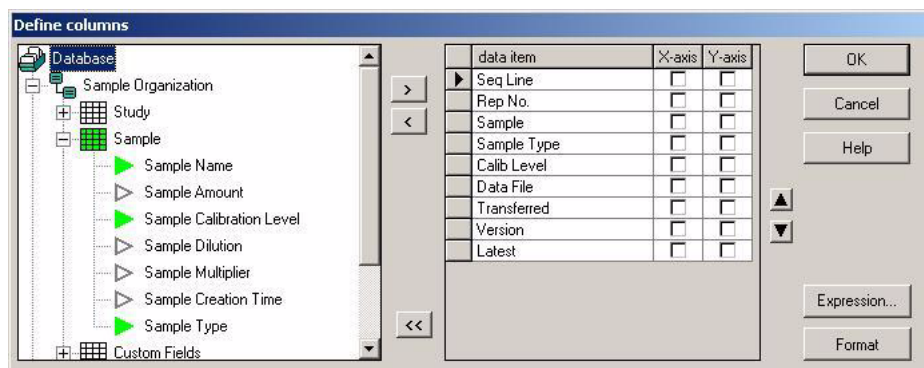 Define columns
Database
Sample Organization
Study
Sample
Sample Name
Sample Amount
Sample Calibration Level
Sample Dilution
Sample Multiplier
Sample Creation Time
Sample Type
Custom Fields
>
<
<<
data item X-axis Y-axis
Seq Line
Rep No.
Sample
Sample Type
Calib Level
Data File
Transferred
Version
Latest
OK
Cancel
Help
Expression...
Format